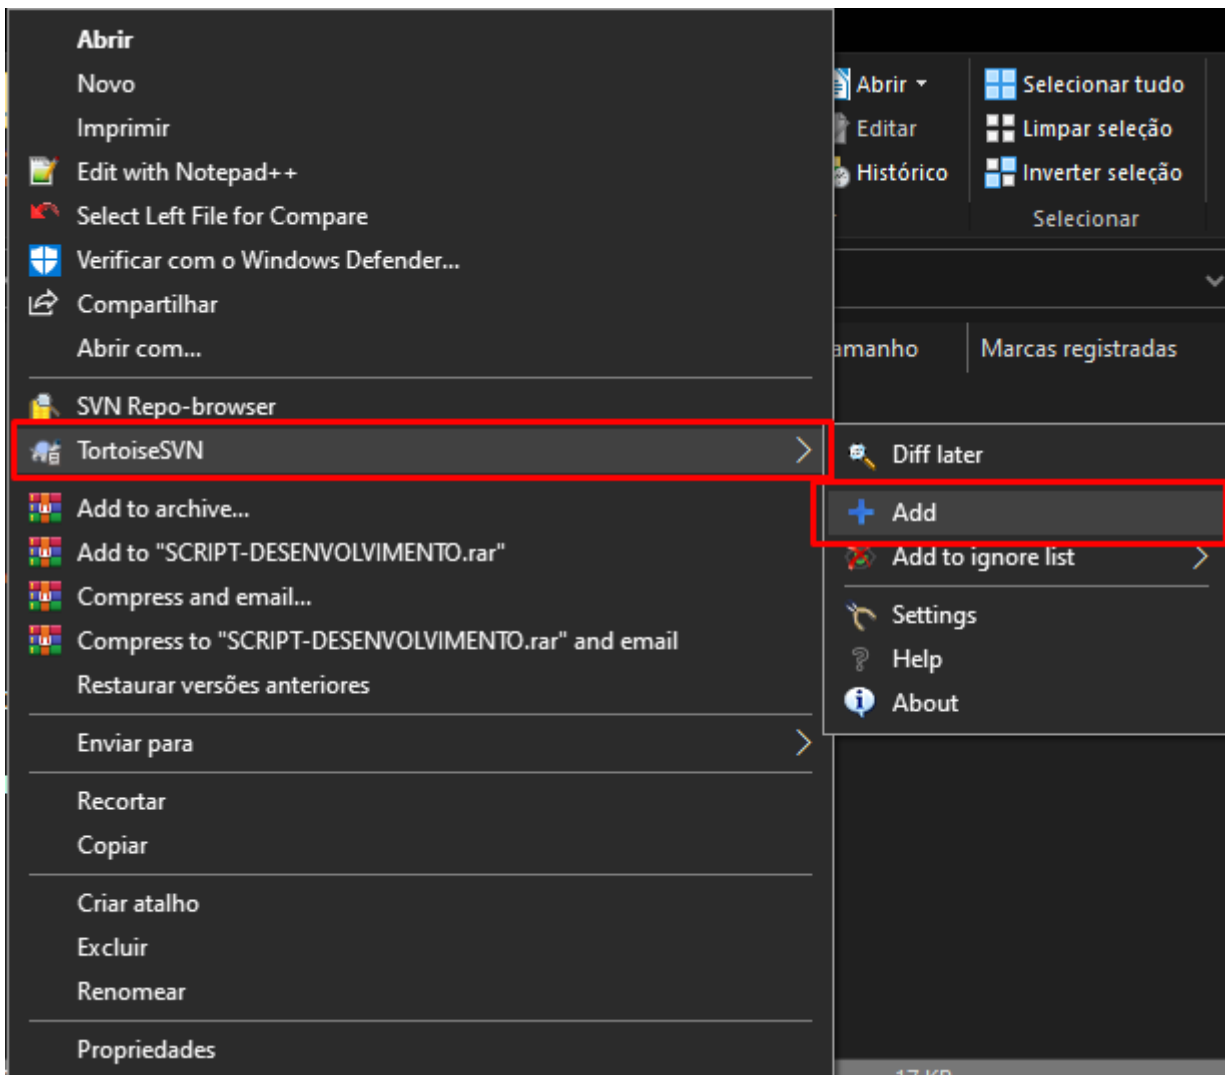 Abrir
Novo
Imprimir
Edit with Notepad++
Select Left File for Compare
Verificar com o Windows Defender...
Compartilhar
Abrir com...
SVN Repo-browser
TortoiseSVN
Add to archive...
Add to "SCRIPT-DESENVOLVIMENTO.rar"
Compress and email...
Compress to "SCRIPT-DESENVOLVIMENTO.rar" and email
Restaurar versões anteriores
Enviar para
Recortar
Copiar
Criar atalho
Excluir
Renomear
Propriedades
Abrir
Editar
Histórico
Selecionar tudo
Limpar seleção
Inverter seleção
Selecionar
amanho
Marcas registradas
Diff later
Add
Add to ignore list
Settings
Help
About